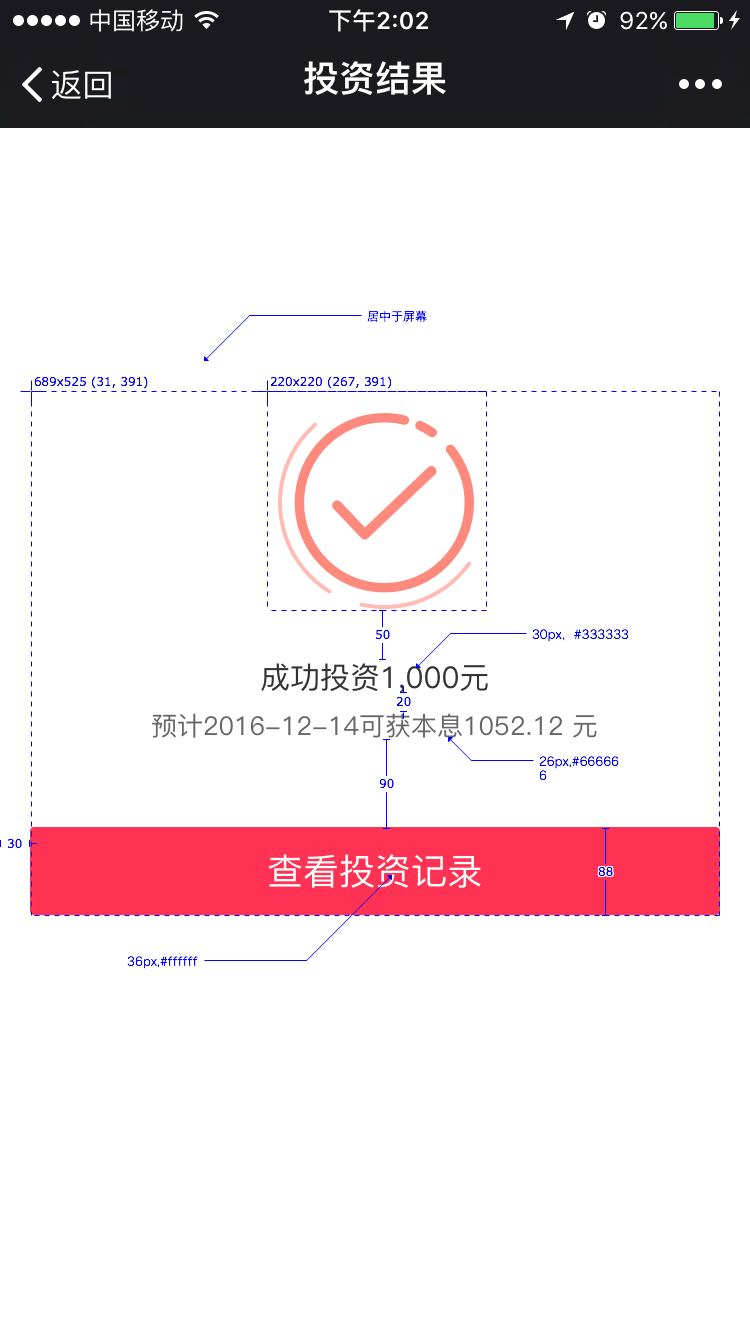 中国移动 下午2:02 92%
返回 投资结果
居中于屏幕
689x525 (31, 391) 220x220 (267, 391)
50 30px, #333333
成功投资1,000元
20
预计2016-12-14可获本息1052.12 元
26px,#66666
6
90
30
查看投资记录 88
36px,#ffffff